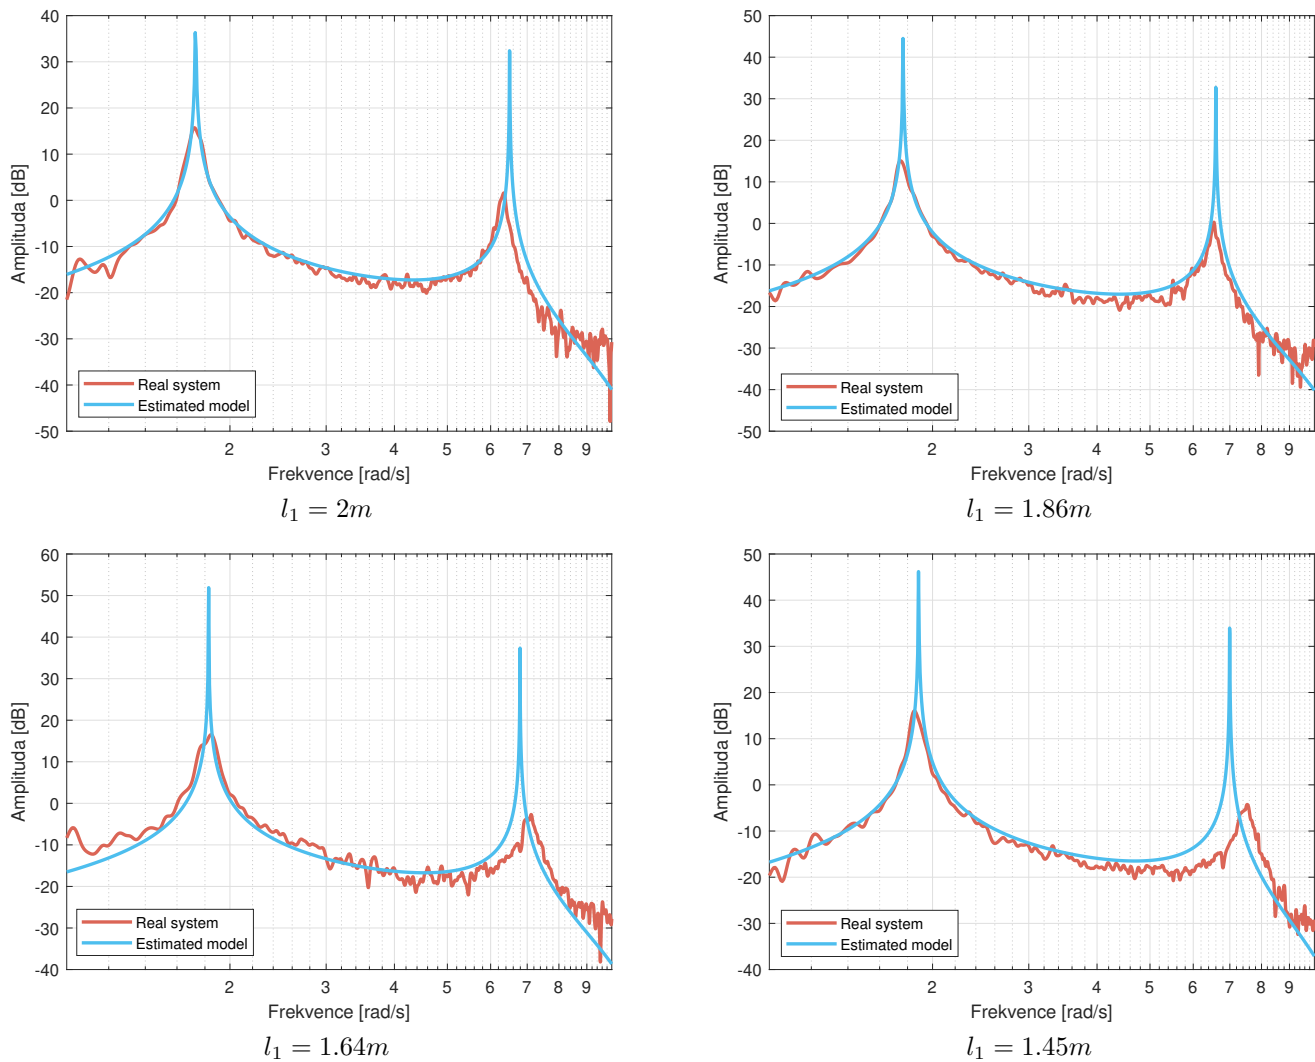 40
30
20
10
0
-10
-20
-30
-40
-50
Amplituda [dB]
Real system
Estimated model
2 3 4 5 6 7 8 9
Frekvence [rad/s]
l₁ = 2m
50
40
30
20
10
0
-10
-20
-30
-40
-50
Amplituda [dB]
Real system
Estimated model
2 3 4 5 6 7 8 9
Frekvence [rad/s]
l₁ = 1.86m
60
50
40
30
20
10
0
-10
-20
-30
-40
Amplituda [dB]
Real system
Estimated model
2 3 4 5 6 7 8 9
Frekvence [rad/s]
l₁ = 1.64m
50
40
30
20
10
0
-10
-20
-30
-40
Amplituda [dB]
Real system
Estimated model
2 3 4 5 6 7 8 9
Frekvence [rad/s]
l₁ = 1.45m